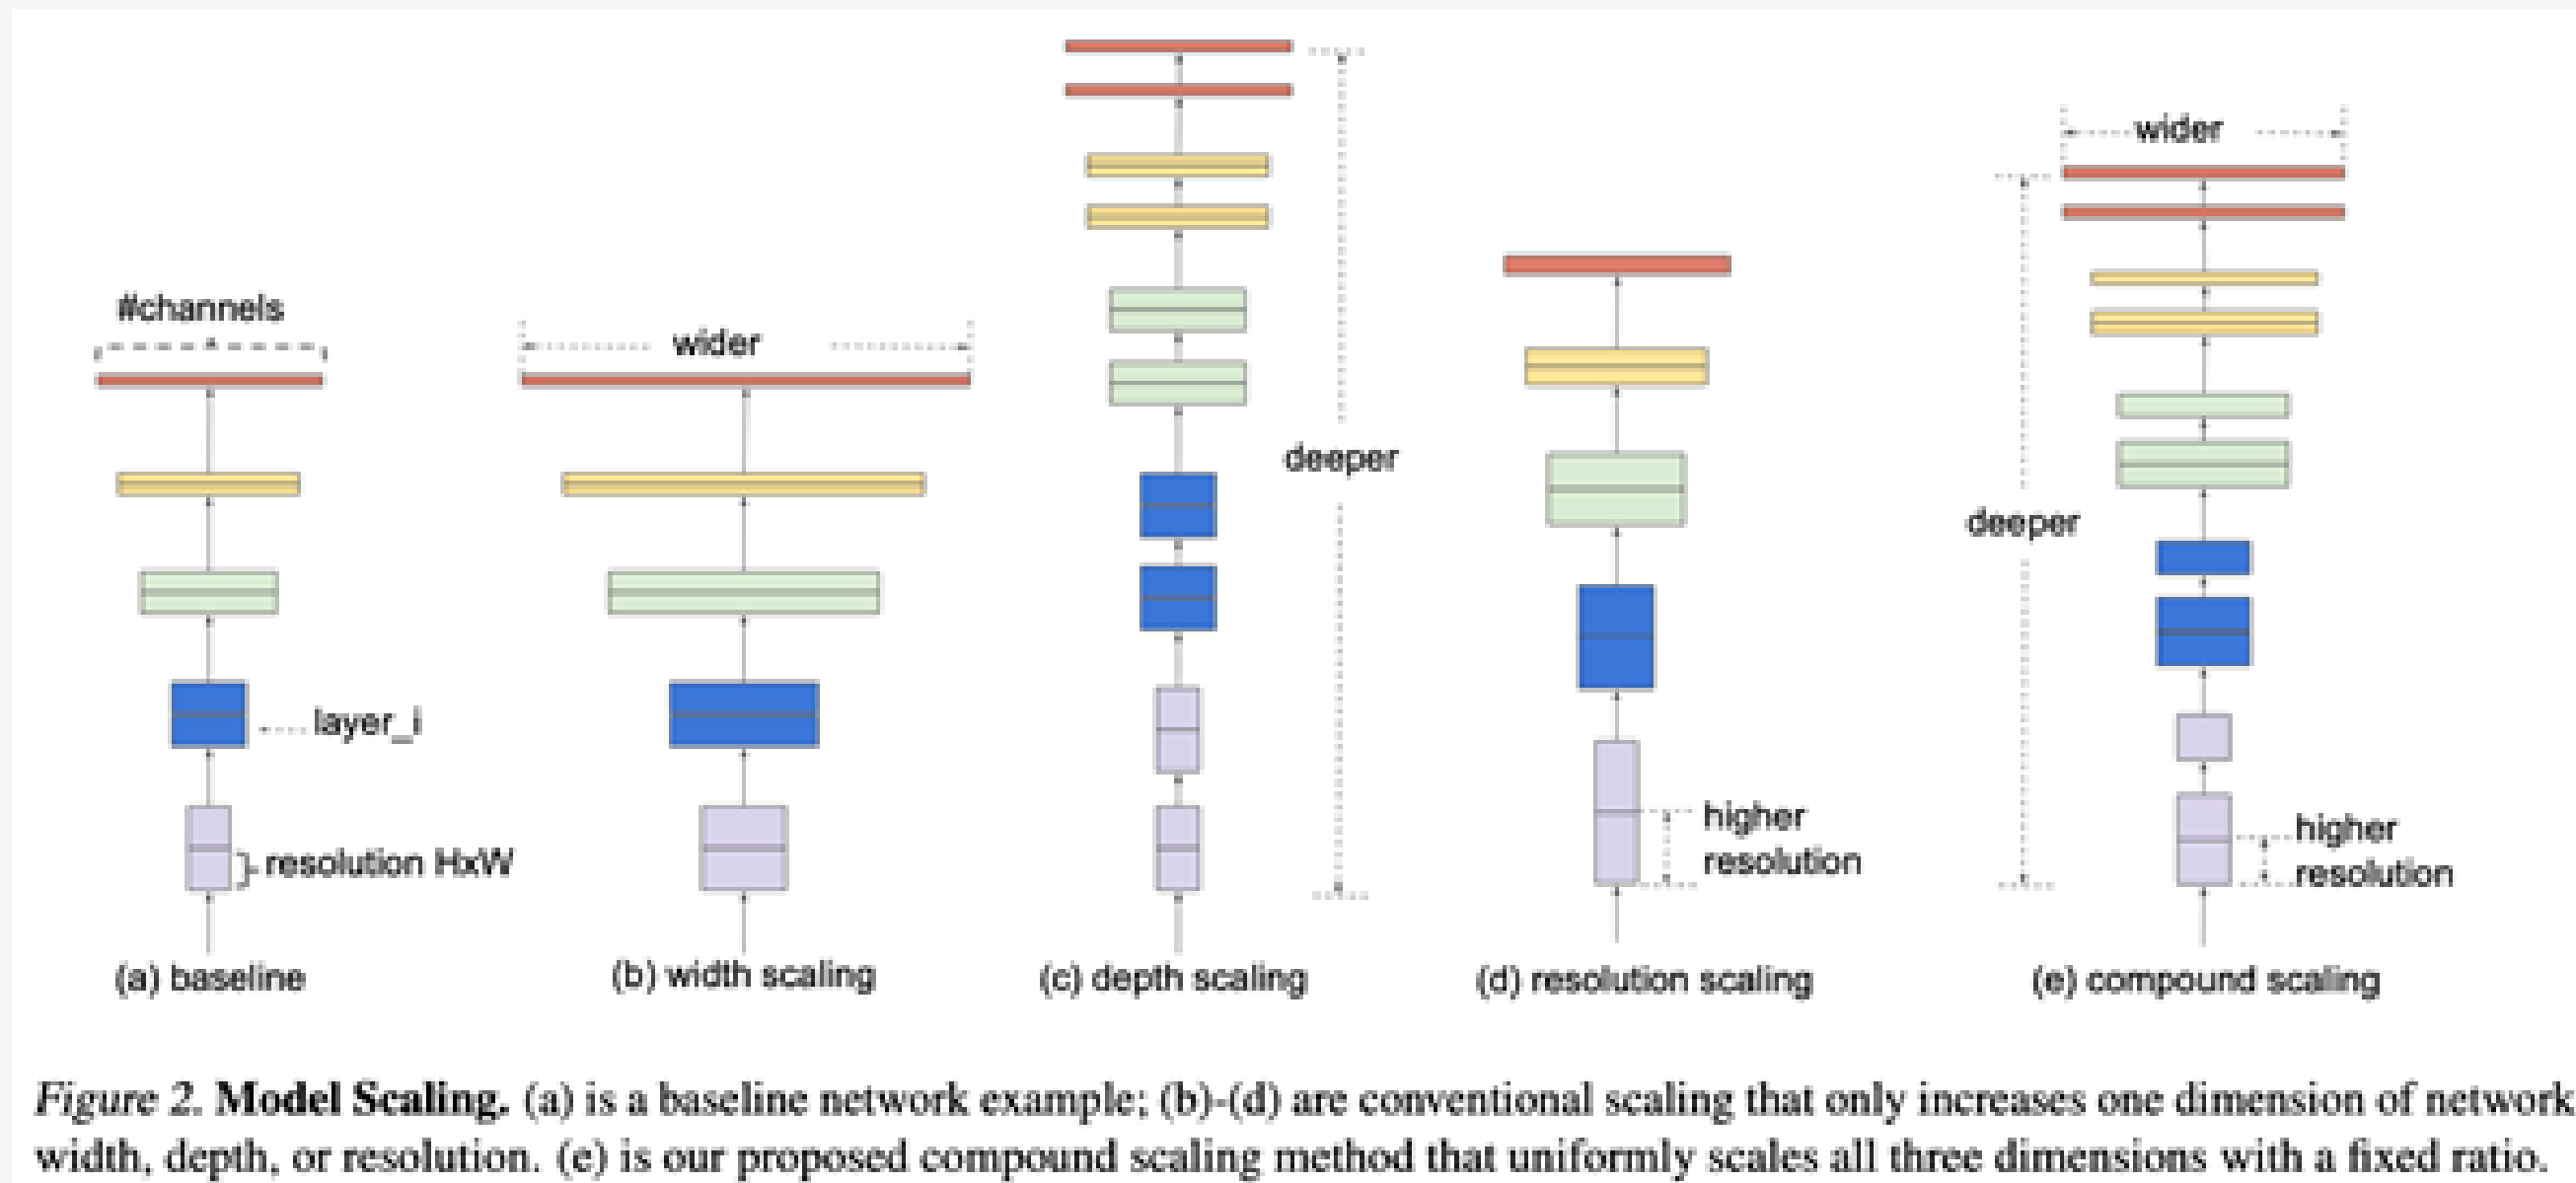 #channels
layer_i
resolution HxW
(a) baseline
wider
(b) width scaling
deeper
(c) depth scaling
higher
resolution
(d) resolution scaling
wider
deeper
higher
resolution
(e) compound scaling
Figure 2. Model Scaling. (a) is a baseline network example; (b)-(d) are conventional scaling that only increases one dimension of network
width, depth, or resolution. (e) is our proposed compound scaling method that uniformly scales all three dimensions with a fixed ratio.